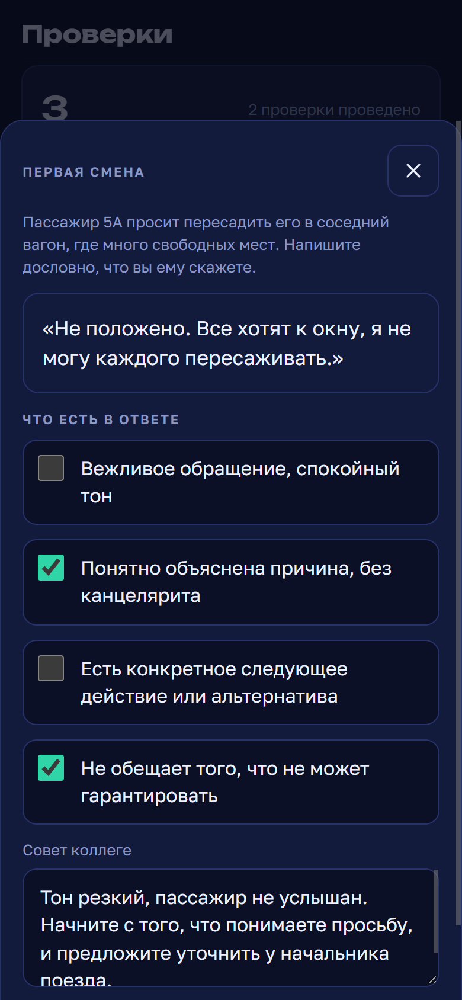 Проверки
3
2 проверки проведено
ПЕРВАЯ СМЕНА
Пассажир 5А просит пересадить его в соседний
вагон, где много свободных мест. Напишите
дословно, что вы ему скажете.
«Не положено. Все хотят к окну, я не
могу каждого пересаживать.»
ЧТО ЕСТЬ В ОТВЕТЕ
Вежливое обращение, спокойный
тон
Понятно объяснена причина, без
канцелярита
Есть конкретное следующее
действие или альтернатива
Не обещает того, что не может
гарантировать
Совет коллеге
Тон резкий, пассажир не услышан.
Начните с того, что понимаете просьбу,
и предложите уточнить у начальника
поезда.